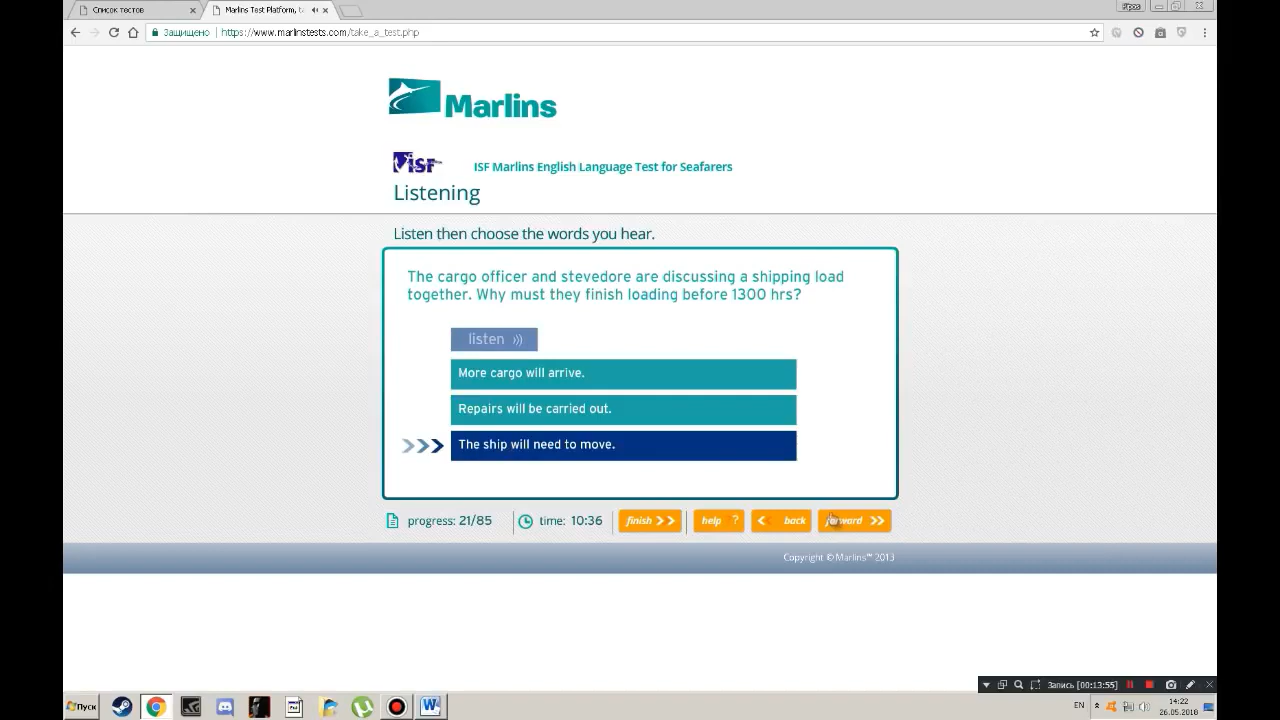 Список тестов
Marlins Test Platform, t
Защищено
https://www.marlinstests.com/take_a_test.php
Marlins
ISF
ISF Marlins English Language Test for Seafarers
Listening
Listen then choose the words you hear.
The cargo officer and stevedore are discussing a shipping load
together. Why must they finish loading before 1300 hrs?
listen
More cargo will arrive.
Repairs will be carried out.
The ship will need to move.
progress: 21/85
time: 10:36
finish
help ?
back
forward
Copyright © Marlins™ 2013
Запись [00:13:55]
Пуск
EN
14:22
26.05.2018